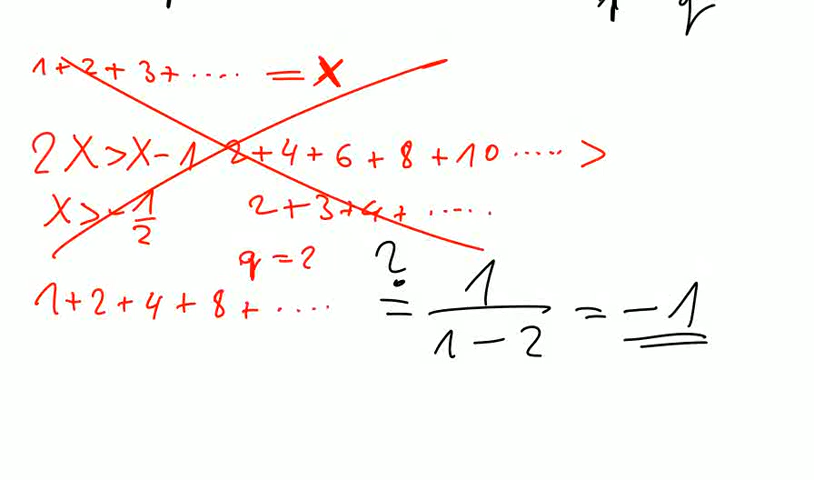 q
1 + 2 + 3 + .... = X
2X > X - 1 2 + 4 + 6 + 8 + 10 ..... >
X > - 1/2 2 + 3 + 4 + .....
q = 2
1 + 2 + 4 + 8 + .... ≟ 1/(1 - 2) = -1